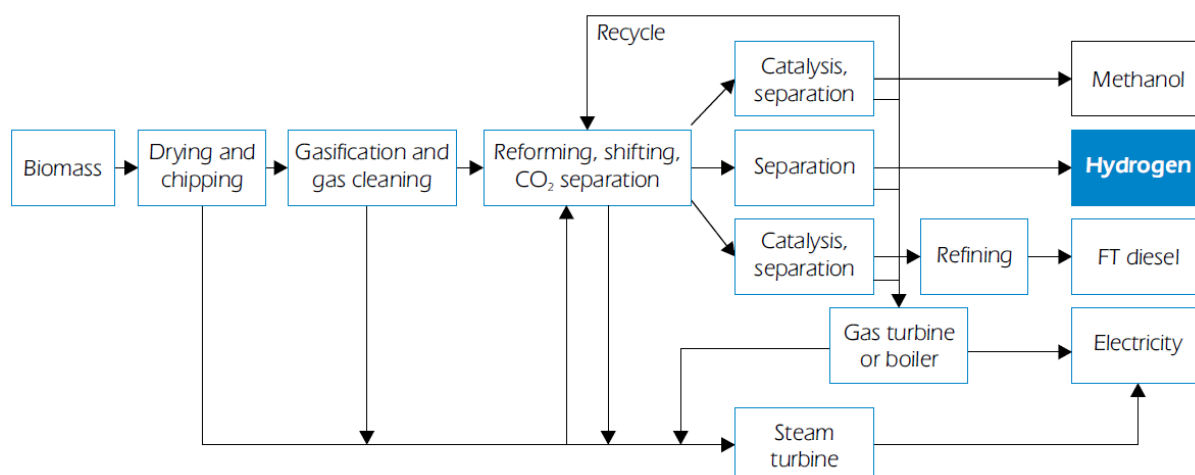 Recycle
Catalysis,
separation
Methanol
Biomass
Drying and
chipping
Gasification and
gas cleaning
Reforming, shifting,
CO₂ separation
Separation
Hydrogen
Catalysis,
separation
Refining
FT diesel
Gas turbine
or boiler
Electricity
Steam
turbine